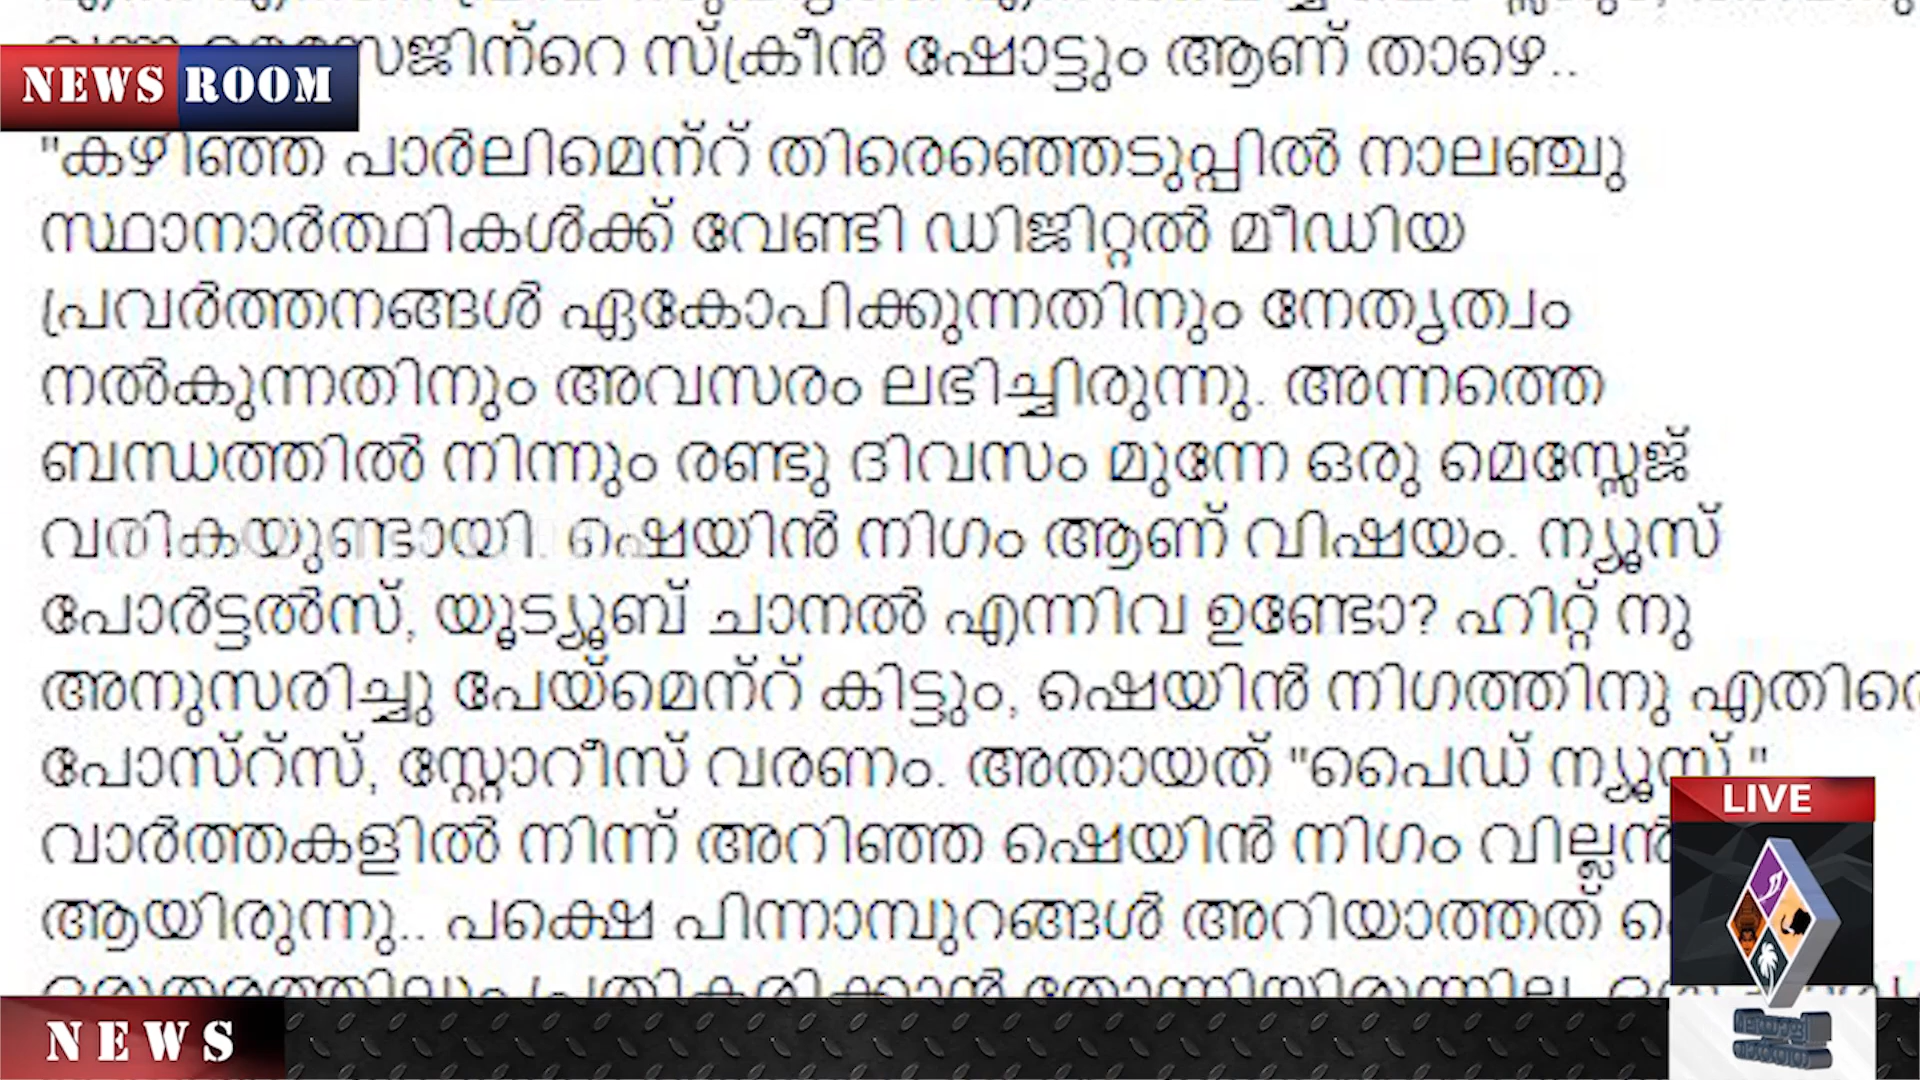 സ്ക്രീൻ ഷോട്ടും ആണ് താഴെ..
NEWS ROOM
"കഴിഞ്ഞ പാർലിമെന്റ് തിരെഞ്ഞെടുപ്പിൽ നാലഞ്ചു
സ്ഥാനാർത്ഥികൾക്ക് വേണ്ടി ഡിജിറ്റൽ മീഡിയ
പ്രവർത്തനങ്ങൾ ഏകോപിക്കുന്നതിനും നേതൃത്വം
നൽകുന്നതിനും അവസരം ലഭിച്ചിരുന്നു. അന്നത്തെ
ബന്ധത്തിൽ നിന്നും രണ്ടു ദിവസം മുന്നേ ഒരു മെസ്സേജ്
വരികയുണ്ടായി. ഷെയിൻ നിഗം ആണ് വിഷയം. ന്യൂസ്
പോർട്ടൽസ്, യൂട്യൂബ് ചാനൽ എന്നിവ ഉണ്ടോ? ഹിറ്റ് നു
അനുസരിച്ചു പേയ്മെന്റ് കിട്ടും, ഷെയിൻ നിഗത്തിനു
പോസ്റ്സ്, സ്റ്റോറീസ് വരണം. അതായത് "പൈഡ് ന്യൂസ് "
വാർത്തകളിൽ നിന്ന് അറിഞ്ഞ ഷെയിൻ നിഗം വില്ലൻ
ആയിരുന്നു.. പക്ഷെ പിന്നാമ്പുറങ്ങൾ അറിയാത്തത്
LIVE
NEWS